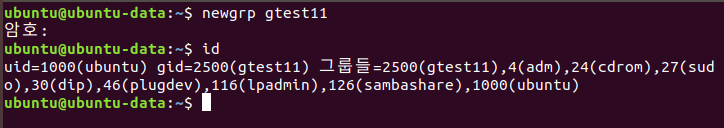 ubuntu@ubuntu-data:~$ newgrp gtest11
암호:
ubuntu@ubuntu-data:~$ id
uid=1000(ubuntu) gid=2500(gtest11) 그룹들=2500(gtest11),4(adm),24(cdrom),27(sud
o),30(dip),46(plugdev),116(lpadmin),126(sambashare),1000(ubuntu)
ubuntu@ubuntu-data:~$